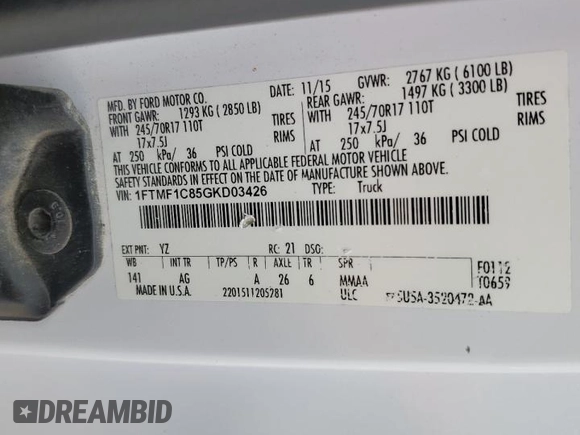 MFD. BY FORD MOTOR CO.
DATE: 11/15 GVWR: 2767 KG ( 6100 LB)
FRONT GAWR: 1293 KG ( 2850 LB) REAR GAWR: 1497 KG ( 3300 LB)
WITH 245/70R17 110T TIRES WITH 245/70R17 110T TIRES
17x7.5J RIMS 17x7.5J RIMS
AT 250 kPa/ 36 PSI COLD AT 250 kPa/ 36 PSI COLD
THIS VEHICLE CONFORMS TO ALL APPLICABLE FEDERAL MOTOR VEHICLE
SAFETY STANDARDS IN EFFECT ON THE DATE OF MANUFACTURE SHOWN ABOVE.
VIN: 1FTMF1C85GKD03426 TYPE: Truck
EXT PNT: YZ RC: 21 DSO:
WB INT TR TP/PS R AXLE TR SPR F0112
141 AG A 26 6 MMAA T0659
MADE IN U.S.A. 2201511205281 ULC 5U5A-3520472-AA
DREAMBID